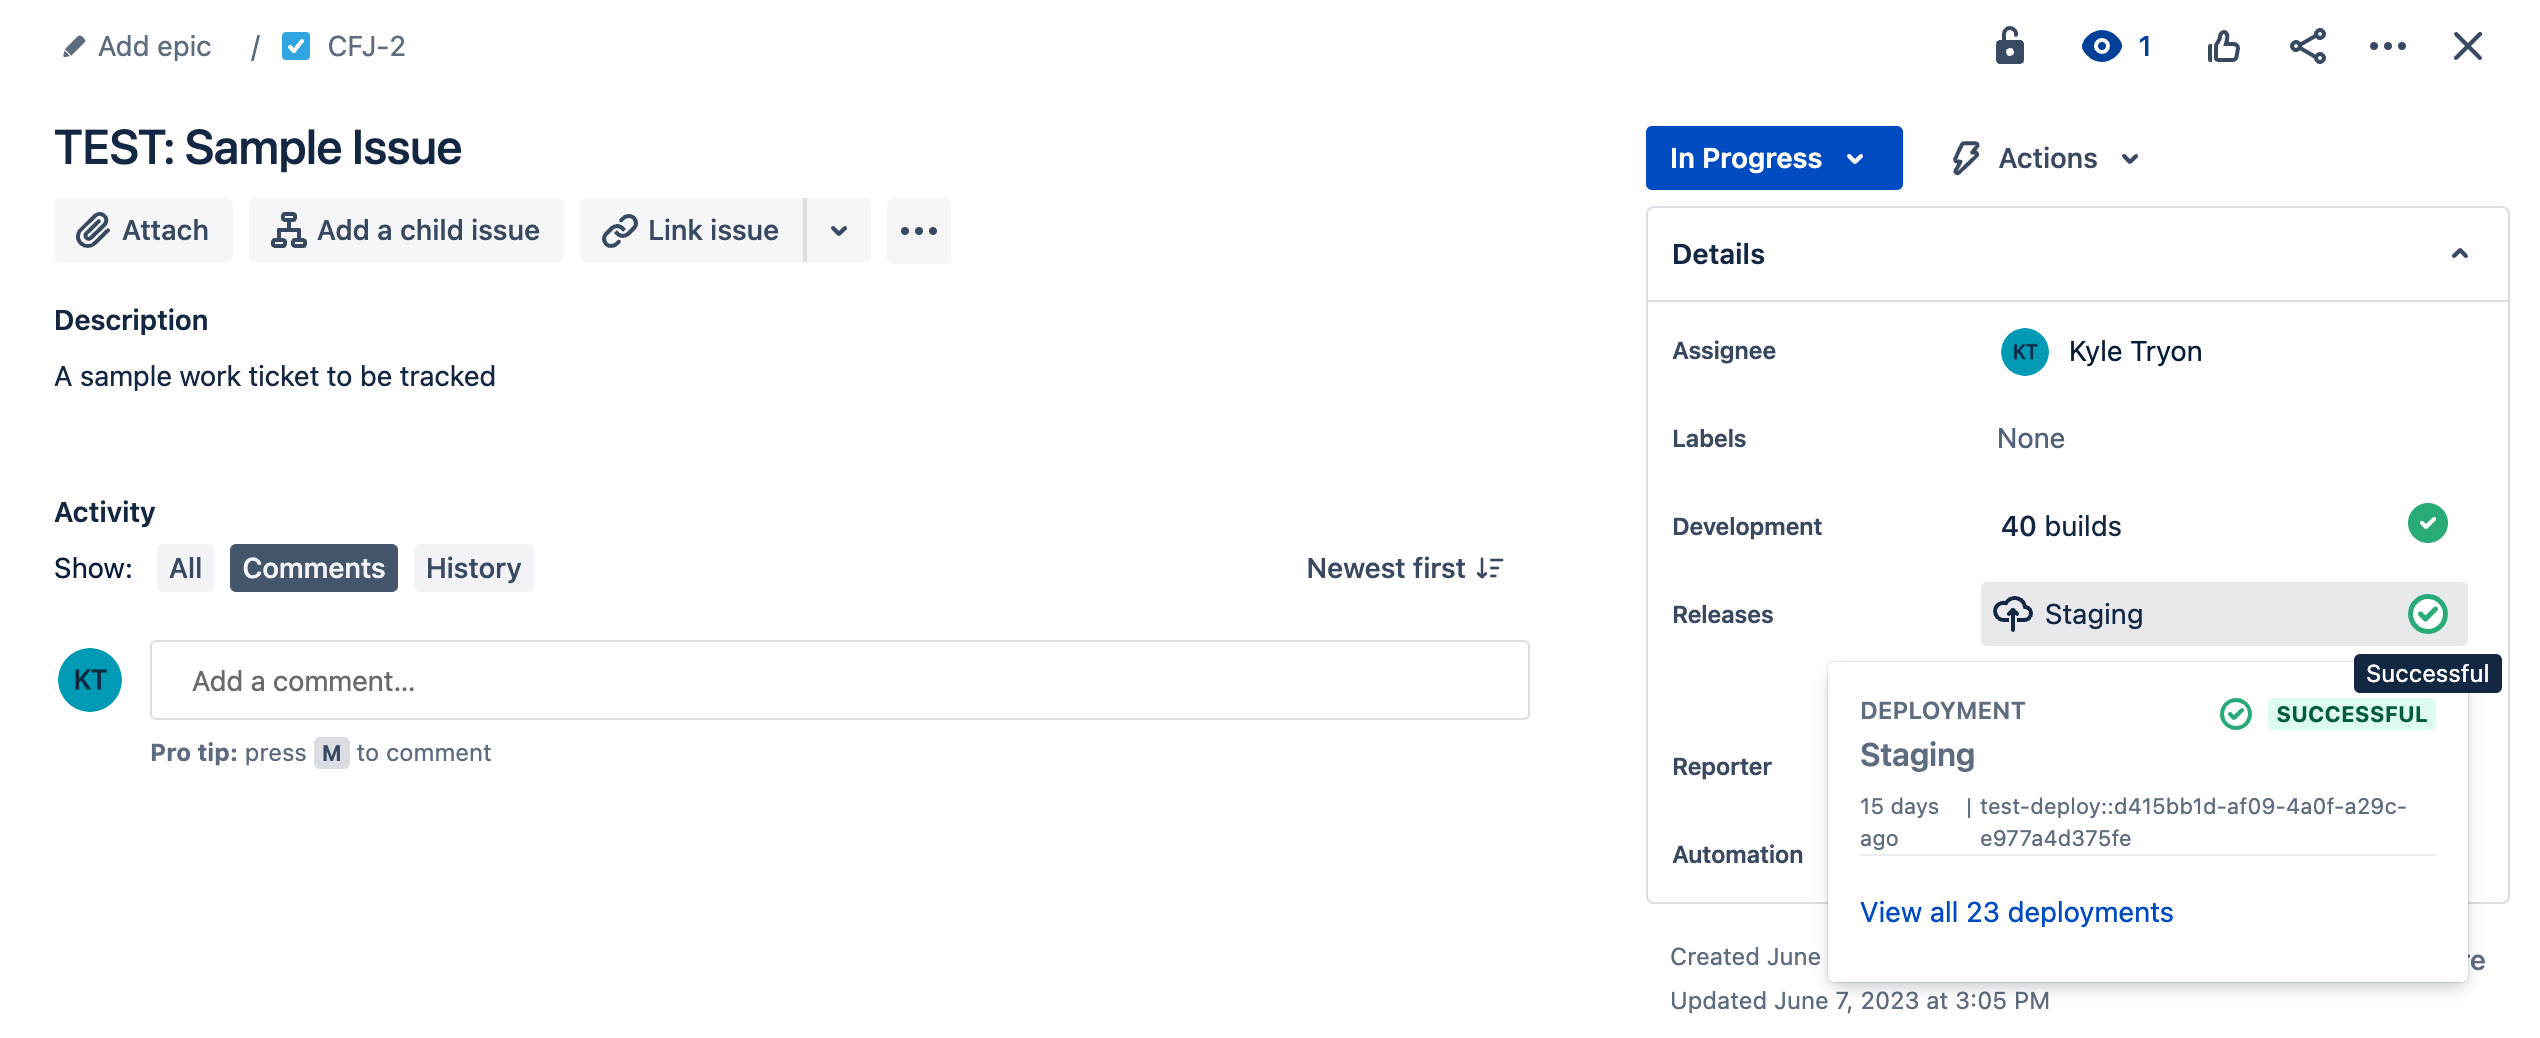 Add epic / CFJ-2
1
TEST: Sample Issue
Attach
Add a child issue
Link issue
Description
A sample work ticket to be tracked
Activity
Show: All Comments History
Newest first
KT
Add a comment...
Pro tip: press M to comment
In Progress
Actions
Details
Assignee
KT Kyle Tryon
Labels
None
Development
40 builds
Releases
Staging
Successful
DEPLOYMENT
SUCCESSFUL
Staging
15 days ago
| test-deploy::d415bb1d-af09-4a0f-a29c-
e977a4d375fe
View all 23 deployments
Reporter
Automation
Created June
Updated June 7, 2023 at 3:05 PM